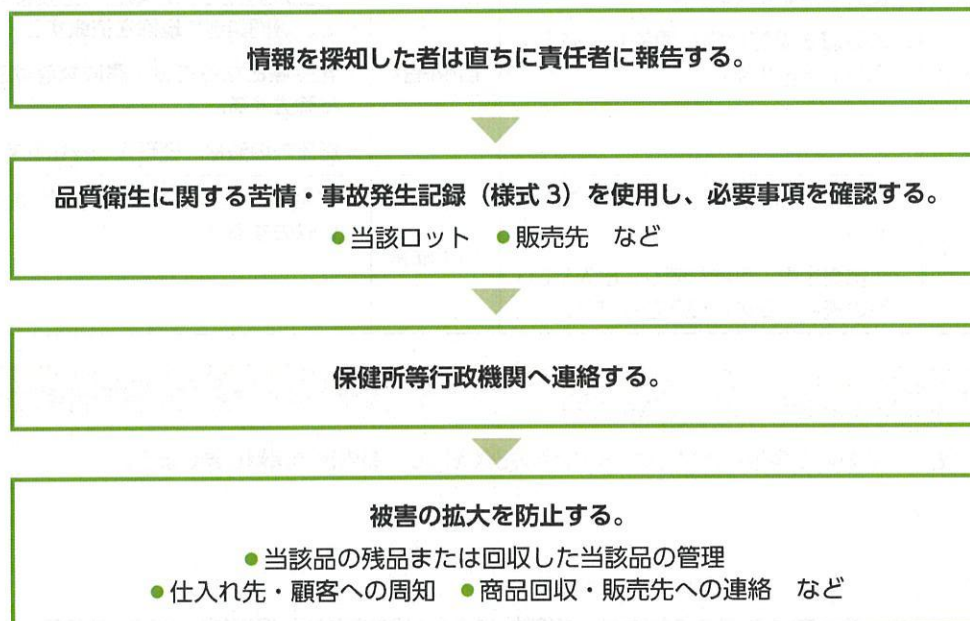 情報を探知した者は直ちに責任者に報告する。
品質衛生に関する苦情・事故発生記録（様式 3）を使用し、必要事項を確認する。
●当該ロット ●販売先　など
保健所等行政機関へ連絡する。
被害の拡大を防止する。
●当該品の残品または回収した当該品の管理
●仕入れ先・顧客への周知 ●商品回収・販売先への連絡　など